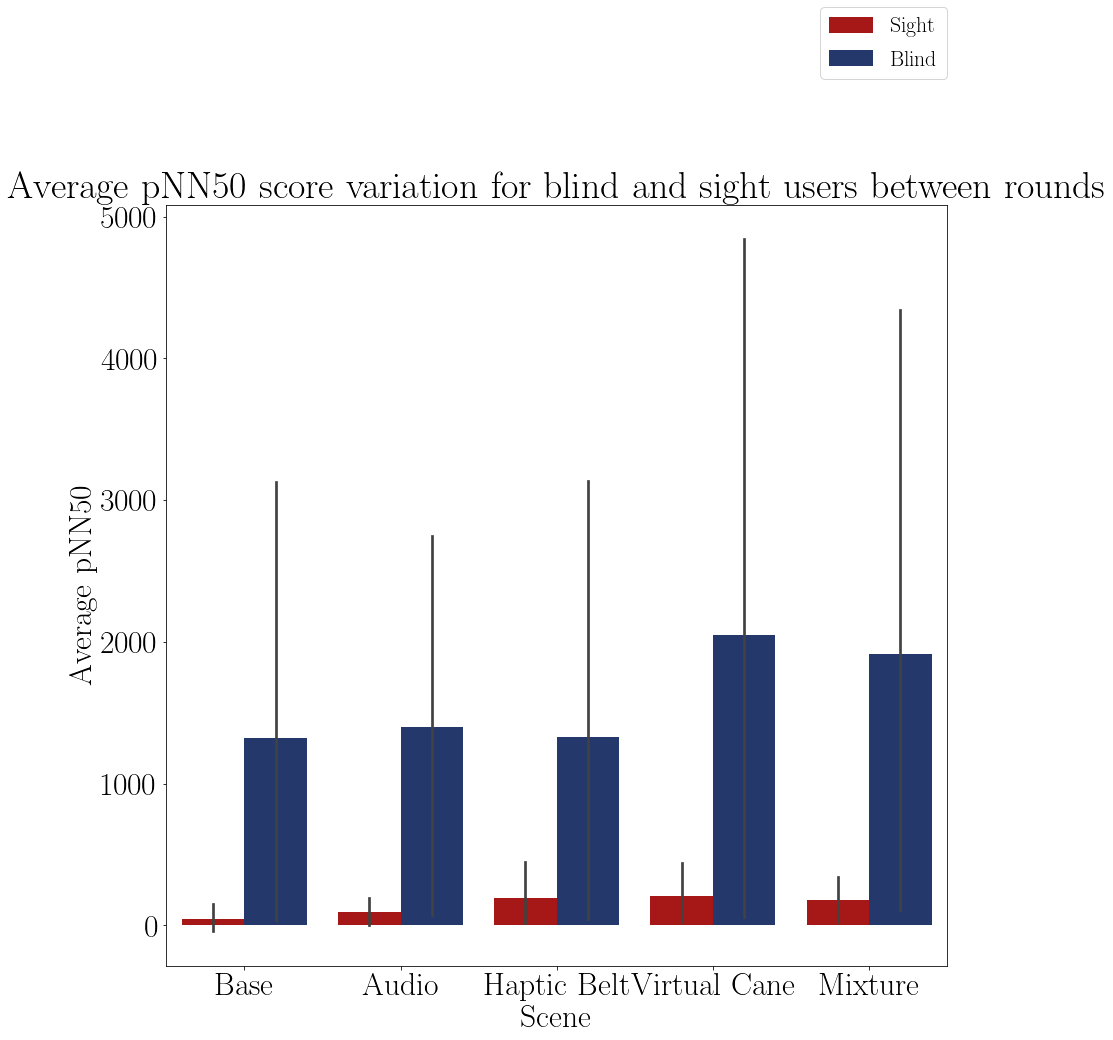 Sight
Blind
Average pNN50 score variation for blind and sight users between rounds
5000
4000
3000
2000
1000
0
Average pNN50
Base
Audio
Haptic Belt
Virtual Cane
Mixture
Scene